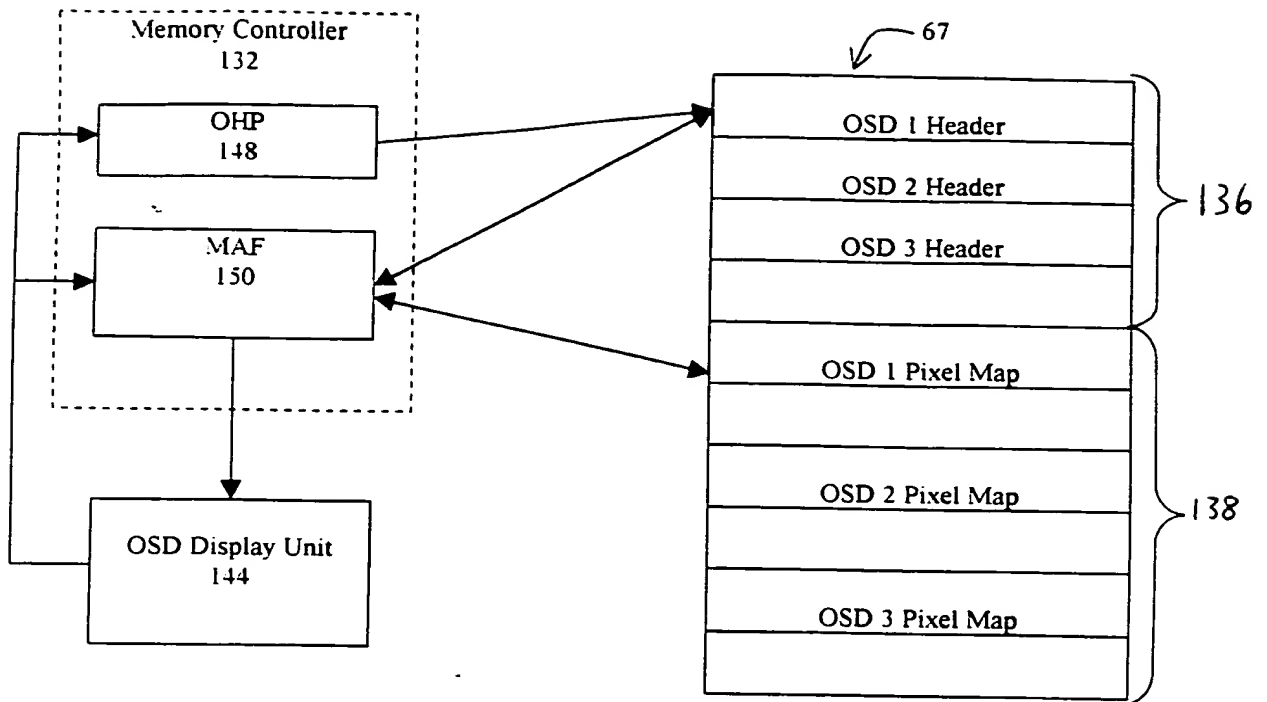 Memory Controller
132
OHP
148
MAF
150
OSD Display Unit
144
67
OSD 1 Header
OSD 2 Header
OSD 3 Header
136
OSD 1 Pixel Map
OSD 2 Pixel Map
OSD 3 Pixel Map
138